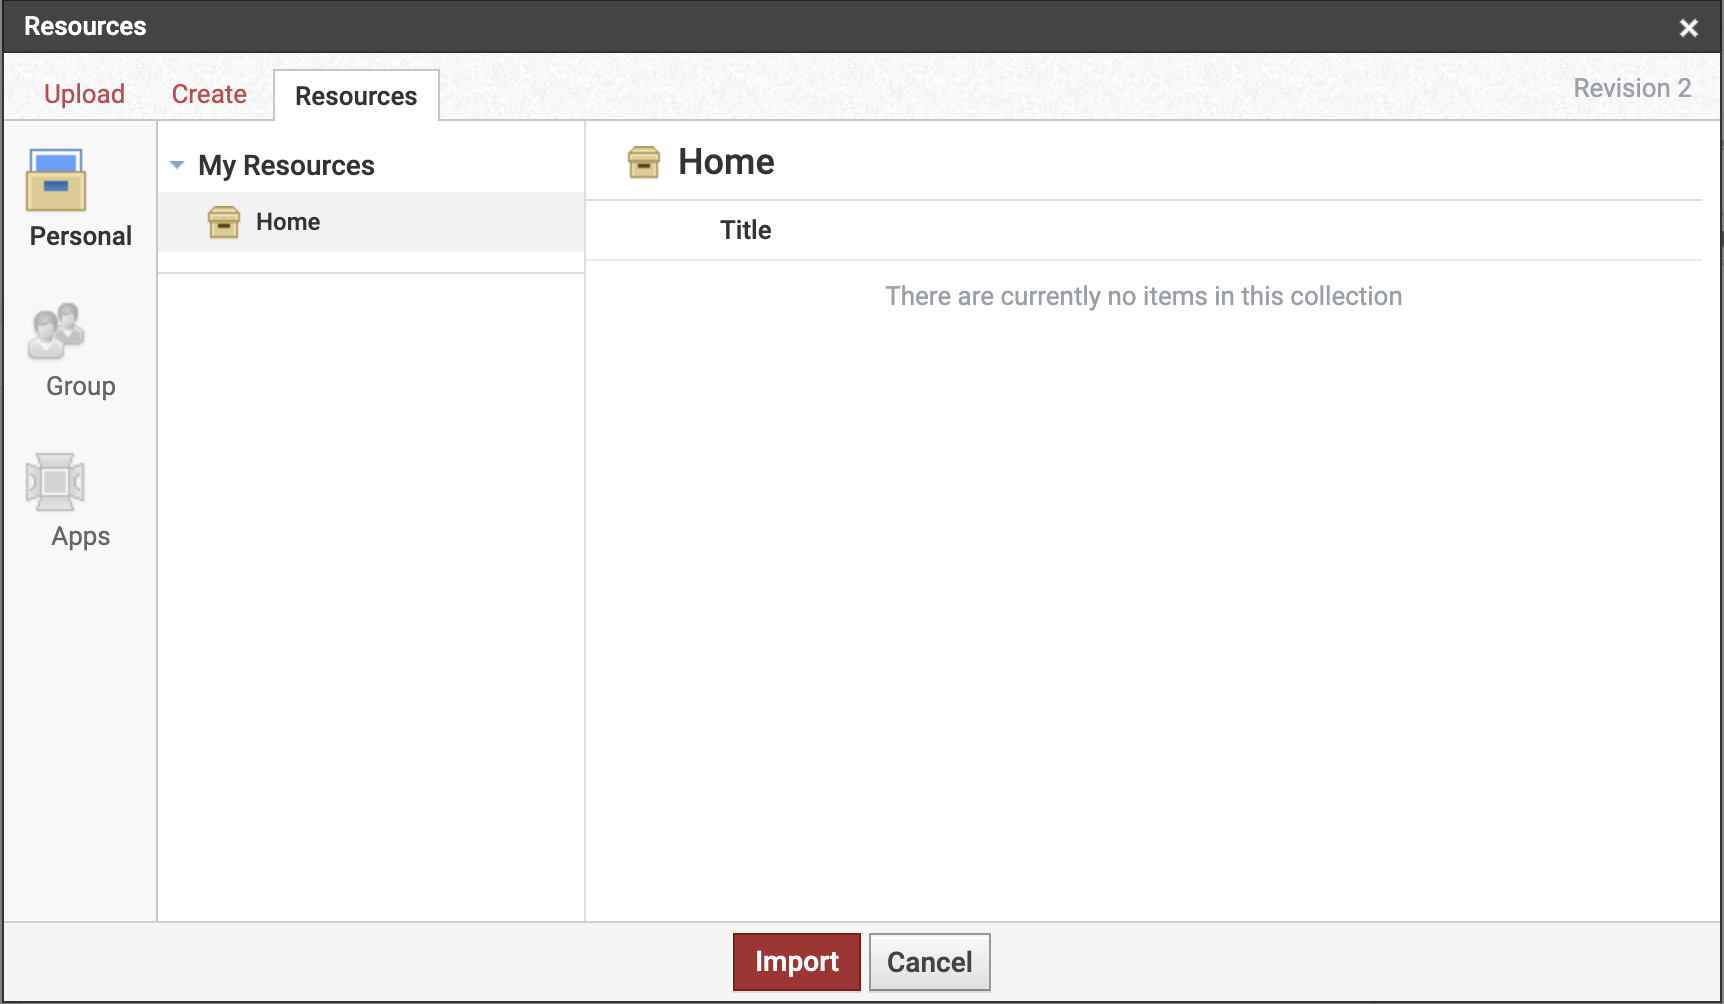 Resources
Upload
Create
Resources
Revision 2
Personal
Group
Apps
My Resources
Home
Home
Title
There are currently no items in this collection
Import
Cancel